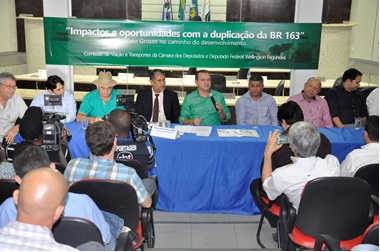 "Impactos e oportunidades com a duplicação da BR 163"
Mato Grosso no caminho do desenvolvimento.
Comissão de Viação e Transportes da Câmara dos Deputados e Deputado Federal Wellington Fagundes
PORTAGEM